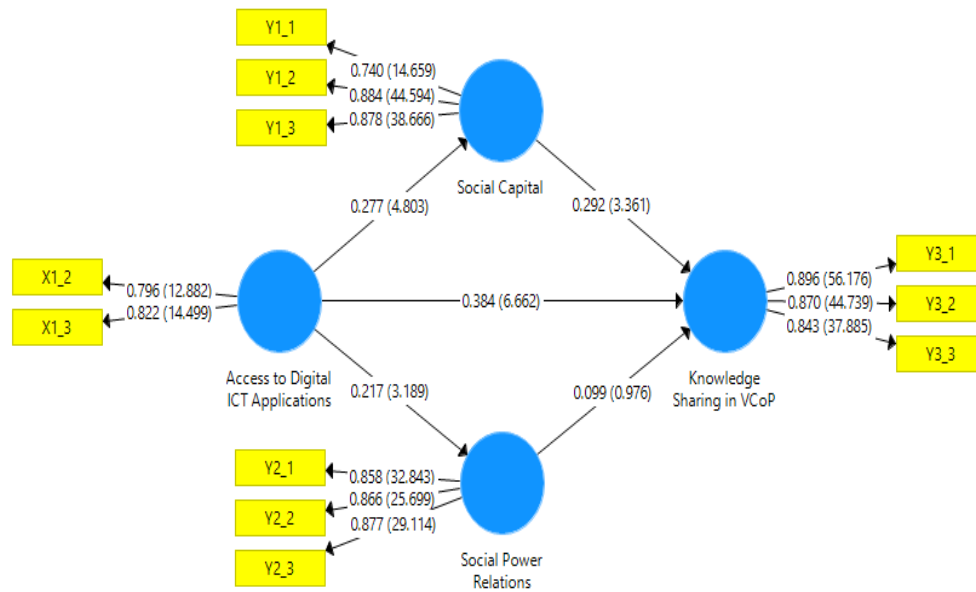 Y1_1
Y1_2
Y1_3
0.740 (14.659)
0.884 (44.594)
0.878 (38.666)
Social Capital
0.277 (4.803)
0.292 (3.361)
X1_2
X1_3
0.796 (12.882)
0.822 (14.499)
Access to Digital
ICT Applications
0.384 (6.662)
Knowledge
Sharing in VCoP
0.896 (56.176)
0.870 (44.739)
0.843 (37.885)
Y3_1
Y3_2
Y3_3
0.217 (3.189)
0.099 (0.976)
Y2_1
Y2_2
Y2_3
0.858 (32.843)
0.866 (25.699)
0.877 (29.114)
Social Power
Relations